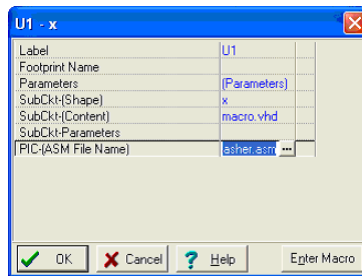 U1 - x
Label U1
Footprint Name
Parameters (Parameters)
SubCkt-(Shape) x
SubCkt-(Content) macro.vhd
SubCkt-Parameters
PIC-(ASM File Name) asher.asm ...
OK Cancel ? Help Enter Macro